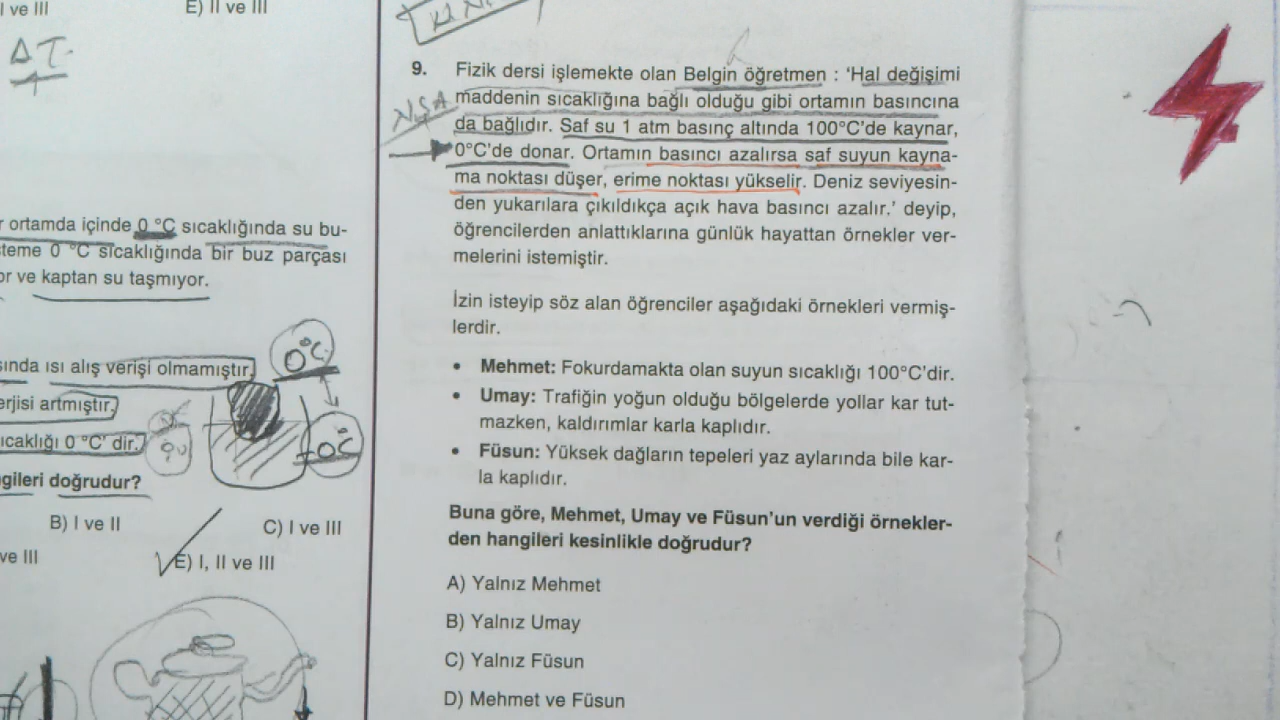 I ve III
E) II ve III
ΔT
r ortamda içinde 0 °C sıcaklığında su bu-
steme 0 °C sıcaklığında bir buz parçası
or ve kaptan su taşmıyor.
sında ısı alış verişi olmamıştır.
erjisi artmıştır.
ıcaklığı 0 °C' dir.
0°C
0°C
gileri doğrudur?
B) I ve II
C) I ve III
ve III
E) I, II ve III
NŞA
9. Fizik dersi işlemekte olan Belgin öğretmen : 'Hal değişimi
maddenin sıcaklığına bağlı olduğu gibi ortamın basıncına
da bağlıdır. Saf su 1 atm basınç altında 100°C'de kaynar,
0°C'de donar. Ortamın basıncı azalırsa saf suyun kayna-
ma noktası düşer, erime noktası yükselir. Deniz seviyesin-
den yukarılara çıkıldıkça açık hava basıncı azalır.' deyip,
öğrencilerden anlattıklarına günlük hayattan örnekler ver-
melerini istemiştir.
İzin isteyip söz alan öğrenciler aşağıdaki örnekleri vermiş-
lerdir.
• Mehmet: Fokurdamakta olan suyun sıcaklığı 100°C'dir.
• Umay: Trafiğin yoğun olduğu bölgelerde yollar kar tut-
mazken, kaldırımlar karla kaplıdır.
• Füsun: Yüksek dağların tepeleri yaz aylarında bile kar-
la kaplıdır.
Buna göre, Mehmet, Umay ve Füsun'un verdiği örnekler-
den hangileri kesinlikle doğrudur?
A) Yalnız Mehmet
B) Yalnız Umay
C) Yalnız Füsun
D) Mehmet ve Füsun